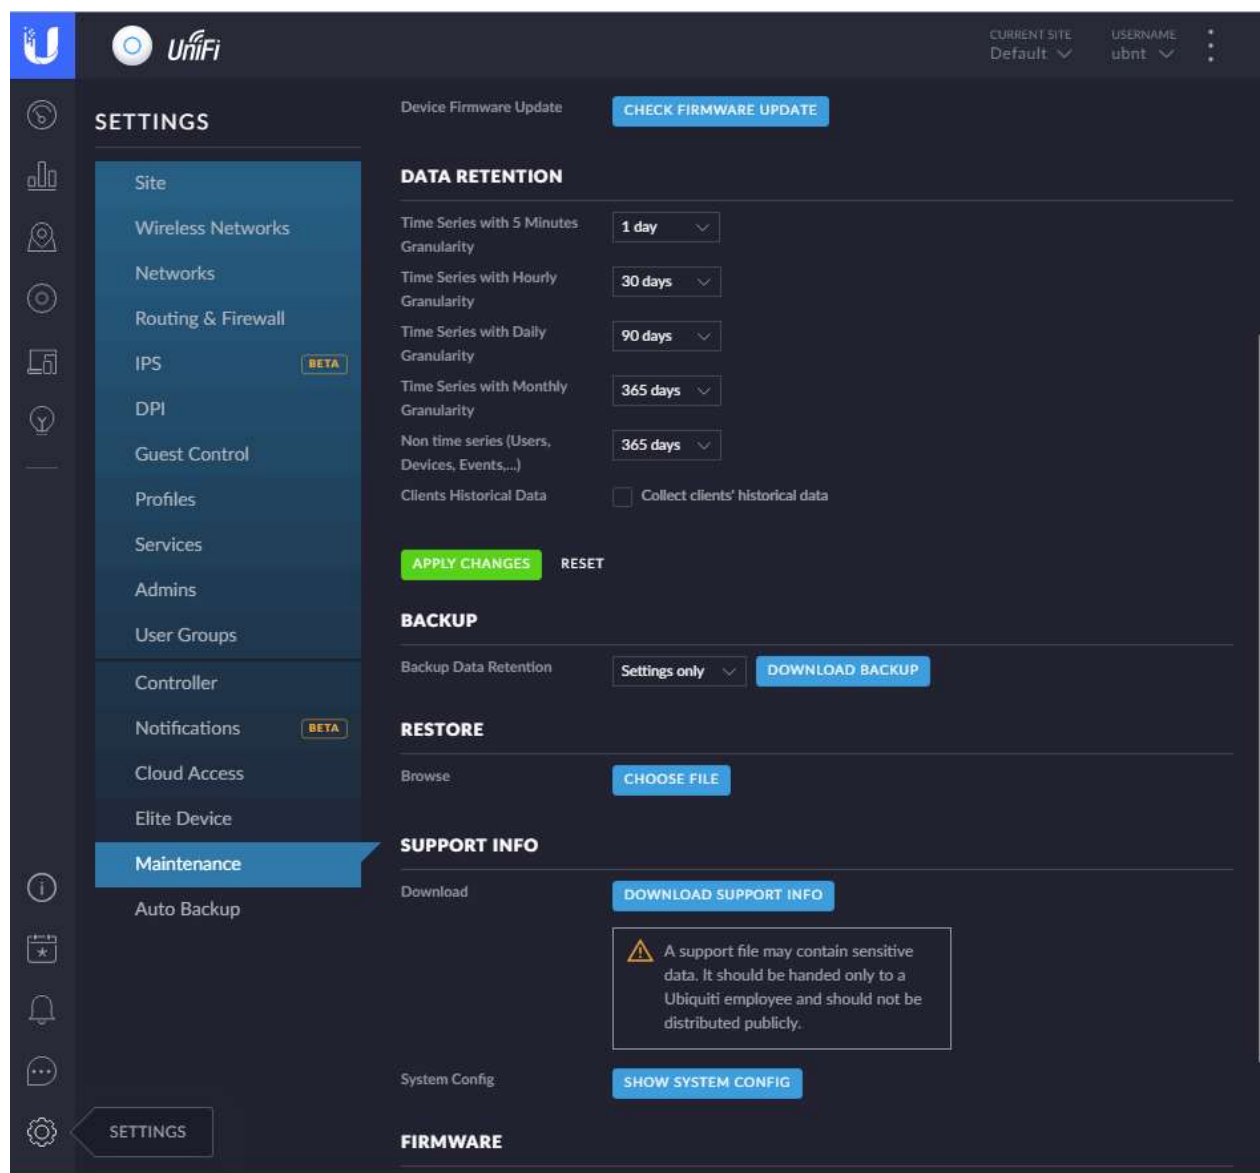 UniFi
CURRENT SITE
Default
USERNAME
ubnt
SETTINGS
Site
Wireless Networks
Networks
Routing & Firewall
IPS BETA
DPI
Guest Control
Profiles
Services
Admins
User Groups
Controller
Notifications BETA
Cloud Access
Elite Device
Maintenance
Auto Backup
SETTINGS
Device Firmware Update CHECK FIRMWARE UPDATE
DATA RETENTION
Time Series with 5 Minutes
Granularity
1 day
Time Series with Hourly
Granularity
30 days
Time Series with Daily
Granularity
90 days
Time Series with Monthly
Granularity
365 days
Non time series (Users,
Devices, Events,...)
365 days
Clients Historical Data Collect clients' historical data
APPLY CHANGES RESET
BACKUP
Backup Data Retention Settings only DOWNLOAD BACKUP
RESTORE
Browse CHOOSE FILE
SUPPORT INFO
Download DOWNLOAD SUPPORT INFO
A support file may contain sensitive
data. It should be handed only to a
Ubiquiti employee and should not be
distributed publicly.
System Config SHOW SYSTEM CONFIG
FIRMWARE